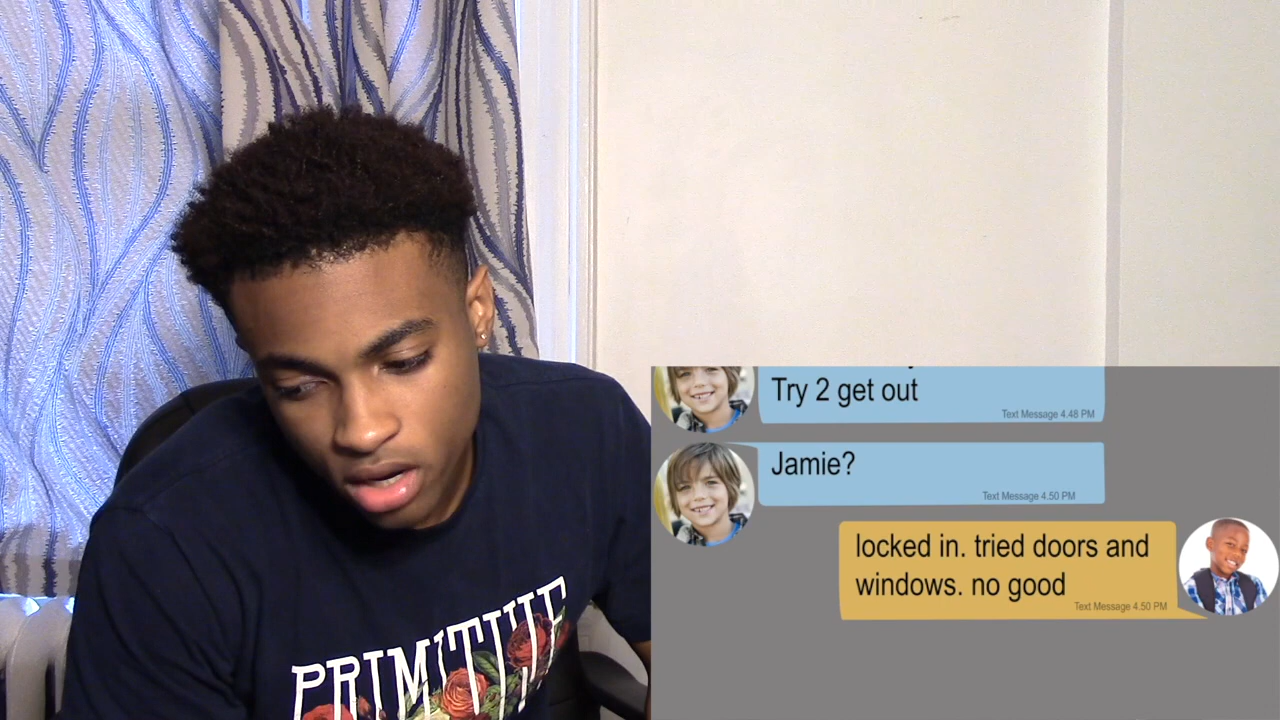 Try 2 get out
Text Message 4.48 PM
Jamie?
Text Message 4.50 PM
locked in. tried doors and
windows. no good
Text Message 4.50 PM
PRIMITIVE